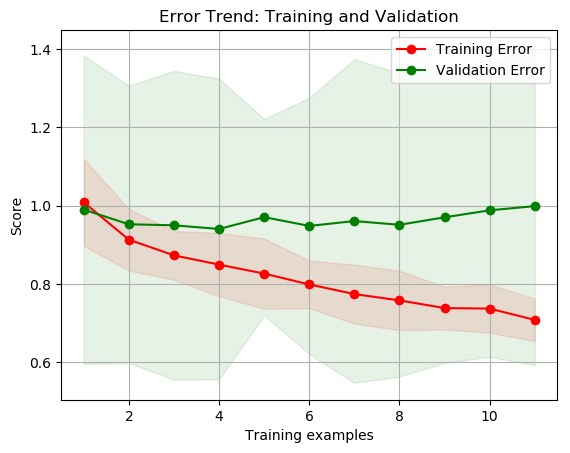 Error Trend: Training and Validation
Training Error
Validation Error
1.4
1.2
1.0
0.8
0.6
Score
2 4 6 8 10
Training examples